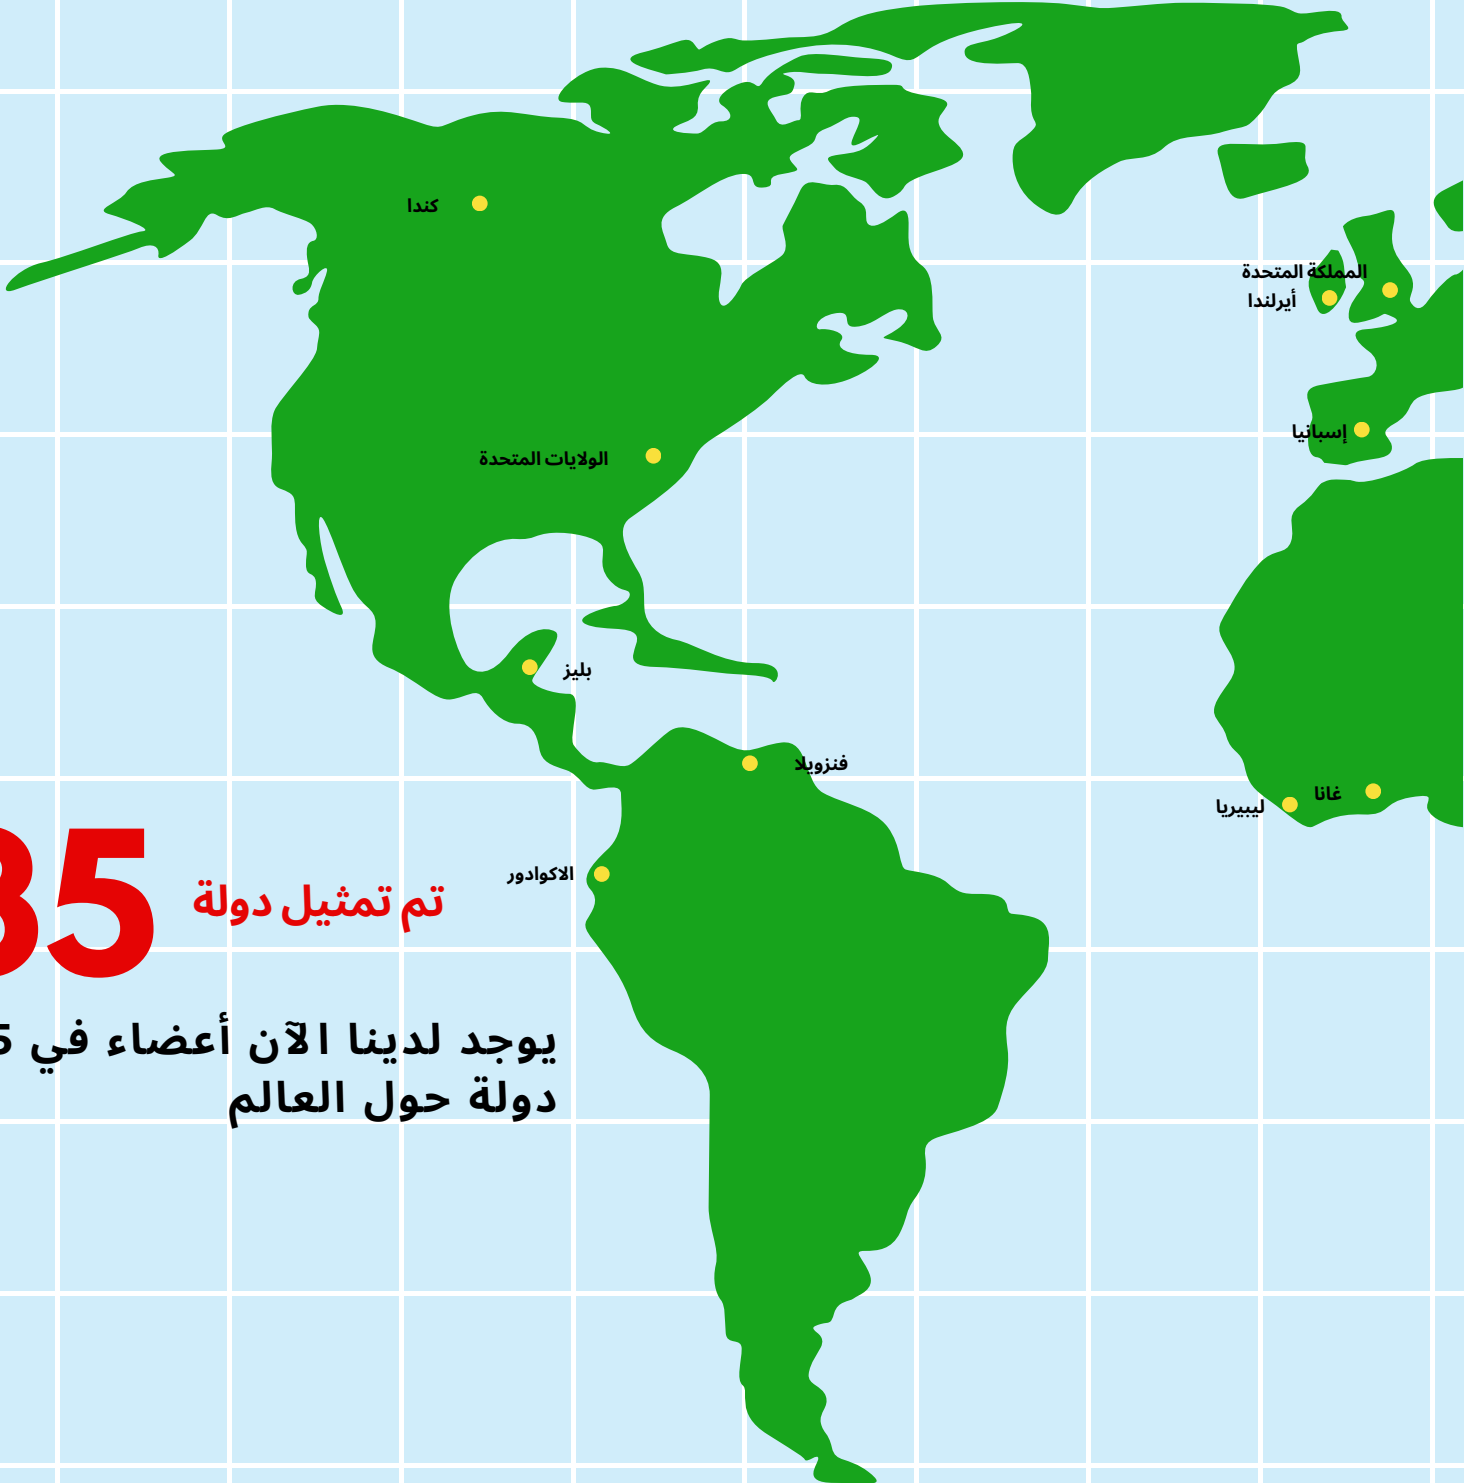 كندا
المملكة المتحدة
أيرلندا
إسبانيا
الولايات المتحدة
بليز
فنزويلا
غانا
ليبيريا
الاكوادور
تم تمثيل دولة
يوجد لدينا الآن أعضاء في
دولة حول العالم